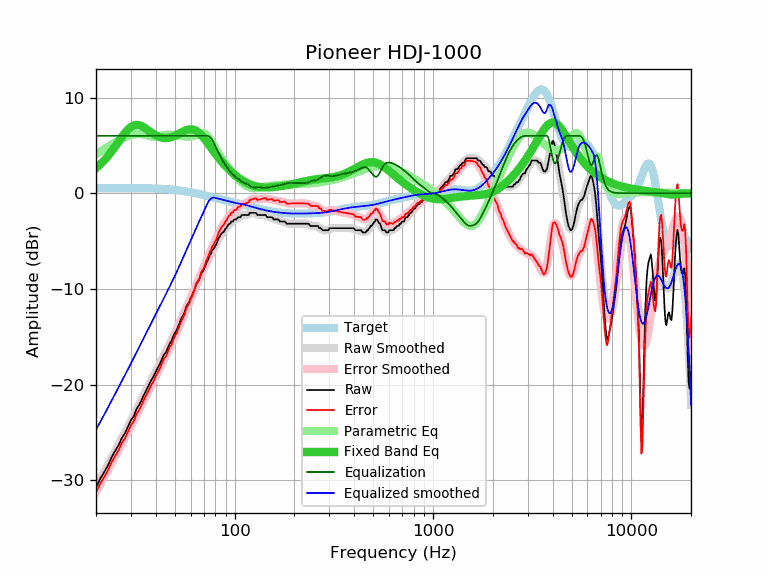 Pioneer HDJ-1000
Amplitude (dBr)
10
0
−10
−20
−30
Target
Raw Smoothed
Error Smoothed
Raw
Error
Parametric Eq
Fixed Band Eq
Equalization
Equalized smoothed
100
1000
10000
Frequency (Hz)